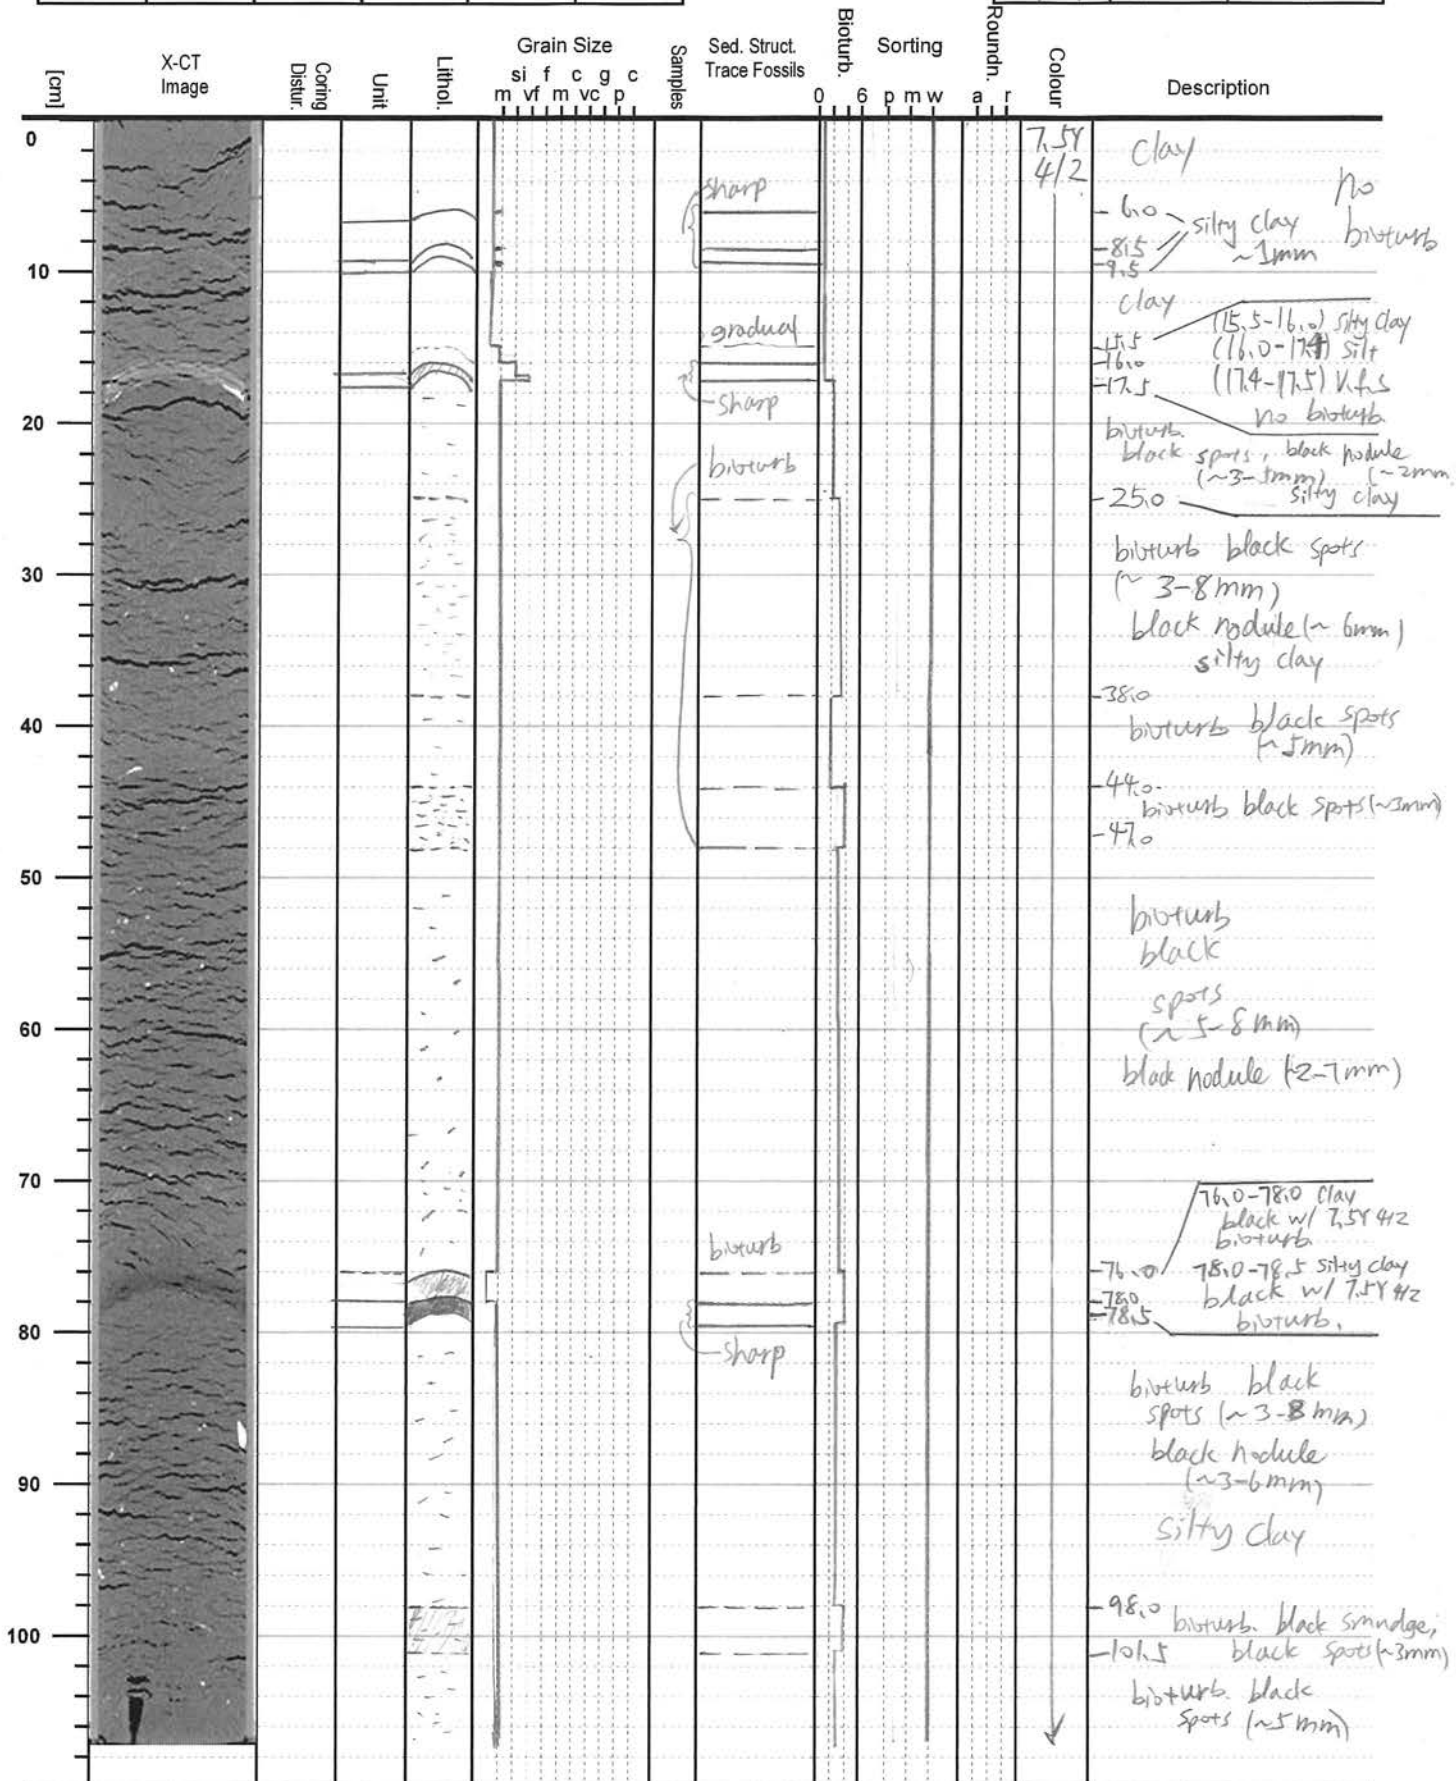 [cm]
X-CT
Image
Coring
Distur.
Unit
Lithol.
Grain Size
si f c g c
m vf m vc p
Samples
Sed. Struct.
Trace Fossils
Bioturb.
0 6
Sorting
p m w
Roundn.
a r
Colour
Description
0
10
20
30
40
50
60
70
80
90
100
sharp
gradual
sharp
bioturb
bioturb
sharp
7.5Y
4/2
clay
no
bioturb
6.0
8.5
9.5
silty clay
~1mm
clay
15.5
16.0
17.5
(15.5-16.0) silty clay
(16.0-17.4) silt
(17.4-17.5) v.f.s
no bioturb.
bioturb.
black spots, black nodule
(~3-5mm) (~2mm
silty clay
25.0
bioturb black spots
(~3-8mm)
black nodule (~6mm)
silty clay
38.0
bioturb black spots
(~5mm)
44.0
bioturb black spots (~3mm)
47.0
bioturb
black
spots
(~5-8mm)
black nodule (~2-7mm)
76.0-78.0 clay
black w/ 7.5Y 4/2
bioturb.
76.0
78.0-78.5 silty clay
78.0
black w/ 7.5Y 4/2
78.5
bioturb.
bioturb black
spots (~3-8mm)
black nodule
(~3-6mm)
silty clay
98.0
bioturb. black smudge,
101.5
black spots (~3mm)
bioturb. black
spots (~5mm)